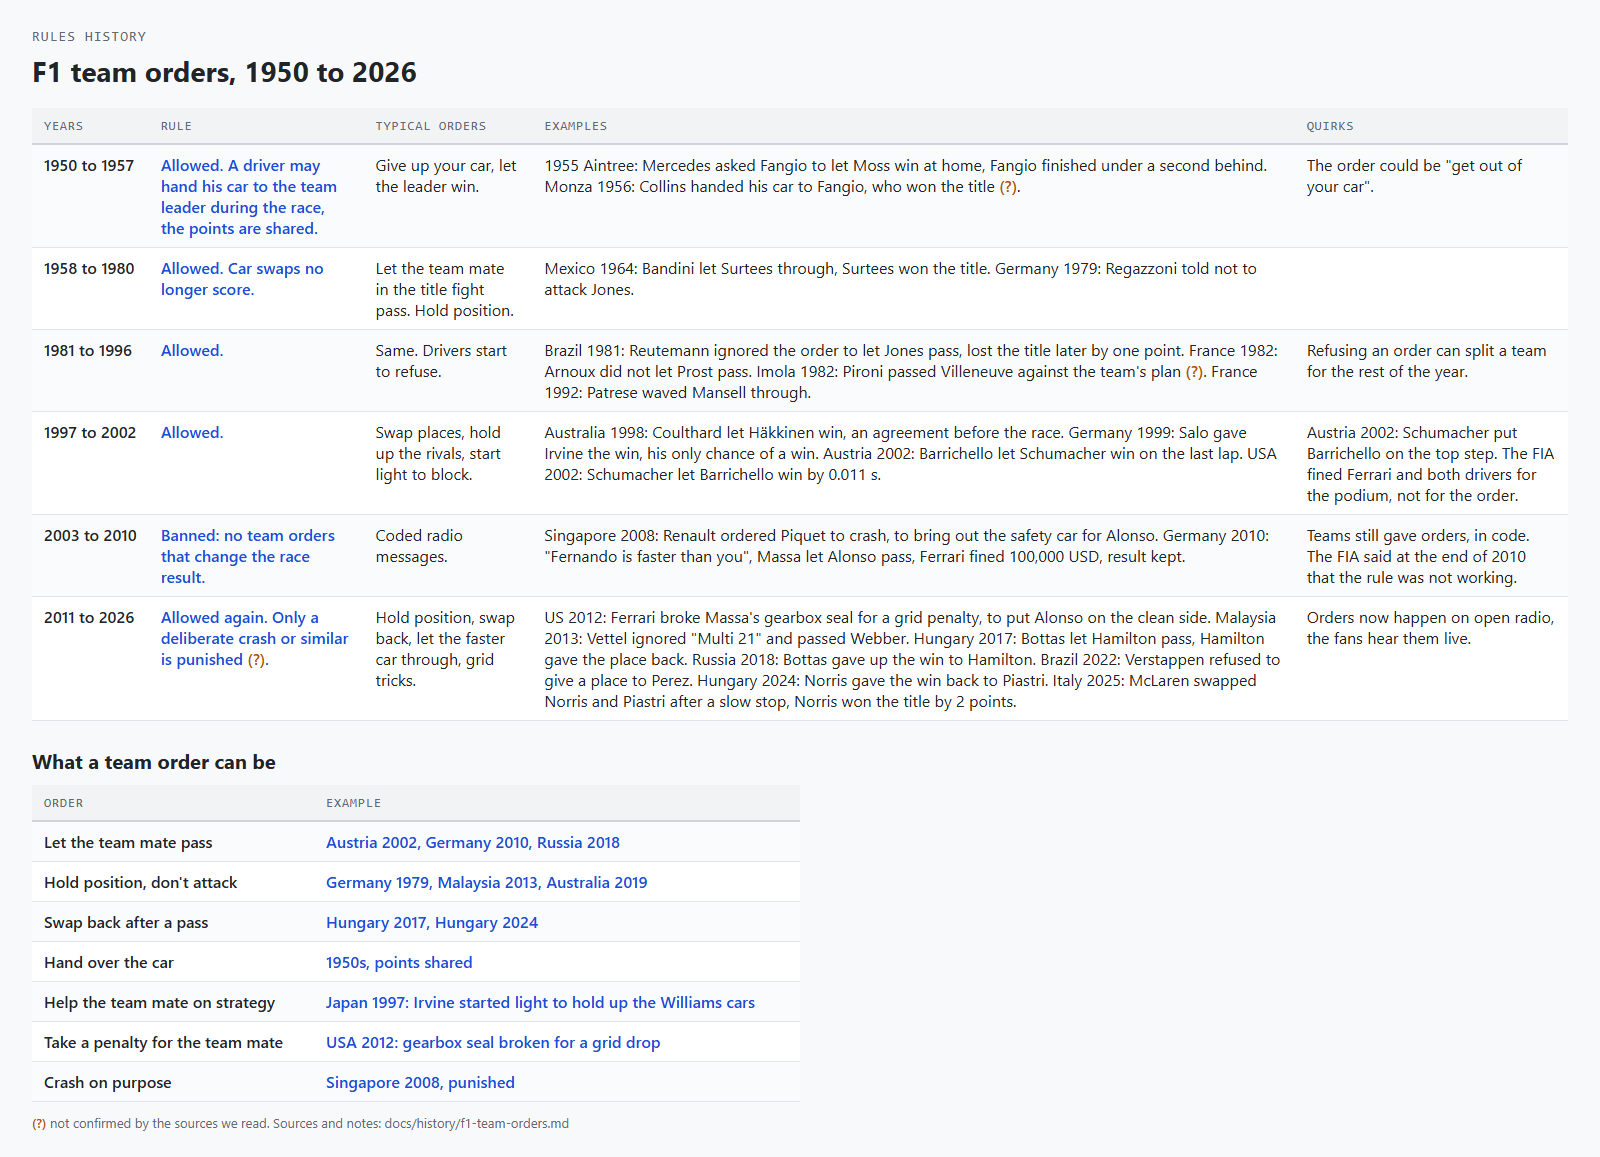 RULES HISTORY
F1 team orders, 1950 to 2026
YEARS RULE TYPICAL ORDERS EXAMPLES QUIRKS
1950 to 1957
Allowed. A driver may
hand his car to the team
leader during the race,
the points are shared.
Give up your car, let
the leader win.
1955 Aintree: Mercedes asked Fangio to let Moss win at home, Fangio finished under a second behind.
Monza 1956: Collins handed his car to Fangio, who won the title (?).
The order could be "get out of
your car".
1958 to 1980
Allowed. Car swaps no
longer score.
Let the team mate
in the title fight
pass. Hold position.
Mexico 1964: Bandini let Surtees through, Surtees won the title. Germany 1979: Regazzoni told not to
attack Jones.
1981 to 1996
Allowed.
Same. Drivers start
to refuse.
Brazil 1981: Reutemann ignored the order to let Jones pass, lost the title later by one point. France 1982:
Arnoux did not let Prost pass. Imola 1982: Pironi passed Villeneuve against the team's plan (?). France
1992: Patrese waved Mansell through.
Refusing an order can split a team
for the rest of the year.
1997 to 2002
Allowed.
Swap places, hold
up the rivals, start
light to block.
Australia 1998: Coulthard let Häkkinen win, an agreement before the race. Germany 1999: Salo gave
Irvine the win, his only chance of a win. Austria 2002: Barrichello let Schumacher win on the last lap. USA
2002: Schumacher let Barrichello win by 0.011 s.
Austria 2002: Schumacher put
Barrichello on the top step. The FIA
fined Ferrari and both drivers for
the podium, not for the order.
2003 to 2010
Banned: no team orders
that change the race
result.
Coded radio
messages.
Singapore 2008: Renault ordered Piquet to crash, to bring out the safety car for Alonso. Germany 2010:
"Fernando is faster than you", Massa let Alonso pass, Ferrari fined 100,000 USD, result kept.
Teams still gave orders, in code.
The FIA said at the end of 2010
that the rule was not working.
2011 to 2026
Allowed again. Only a
deliberate crash or similar
is punished (?).
Hold position, swap
back, let the faster
car through, grid
tricks.
US 2012: Ferrari broke Massa's gearbox seal for a grid penalty, to put Alonso on the clean side. Malaysia
2013: Vettel ignored "Multi 21" and passed Webber. Hungary 2017: Bottas let Hamilton pass, Hamilton
gave the place back. Russia 2018: Bottas gave up the win to Hamilton. Brazil 2022: Verstappen refused to
give a place to Perez. Hungary 2024: Norris gave the win back to Piastri. Italy 2025: McLaren swapped
Norris and Piastri after a slow stop, Norris won the title by 2 points.
Orders now happen on open radio,
the fans hear them live.
What a team order can be
ORDER EXAMPLE
Let the team mate pass Austria 2002, Germany 2010, Russia 2018
Hold position, don't attack Germany 1979, Malaysia 2013, Australia 2019
Swap back after a pass Hungary 2017, Hungary 2024
Hand over the car 1950s, points shared
Help the team mate on strategy Japan 1997: Irvine started light to hold up the Williams cars
Take a penalty for the team mate USA 2012: gearbox seal broken for a grid drop
Crash on purpose Singapore 2008, punished
(?) not confirmed by the sources we read. Sources and notes: docs/history/f1-team-orders.md